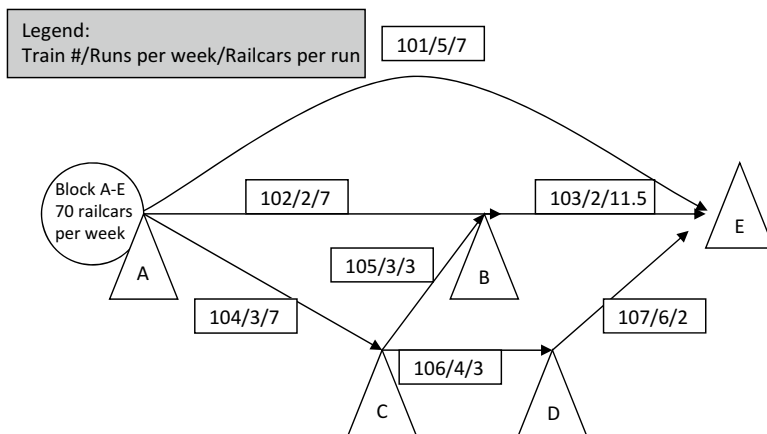 Legend:
Train #/Runs per week/Railcars per run
101/5/7
Block A-E
70 railcars
per week
102/2/7
103/2/11.5
A
B
E
105/3/3
104/3/7
107/6/2
106/4/3
C
D